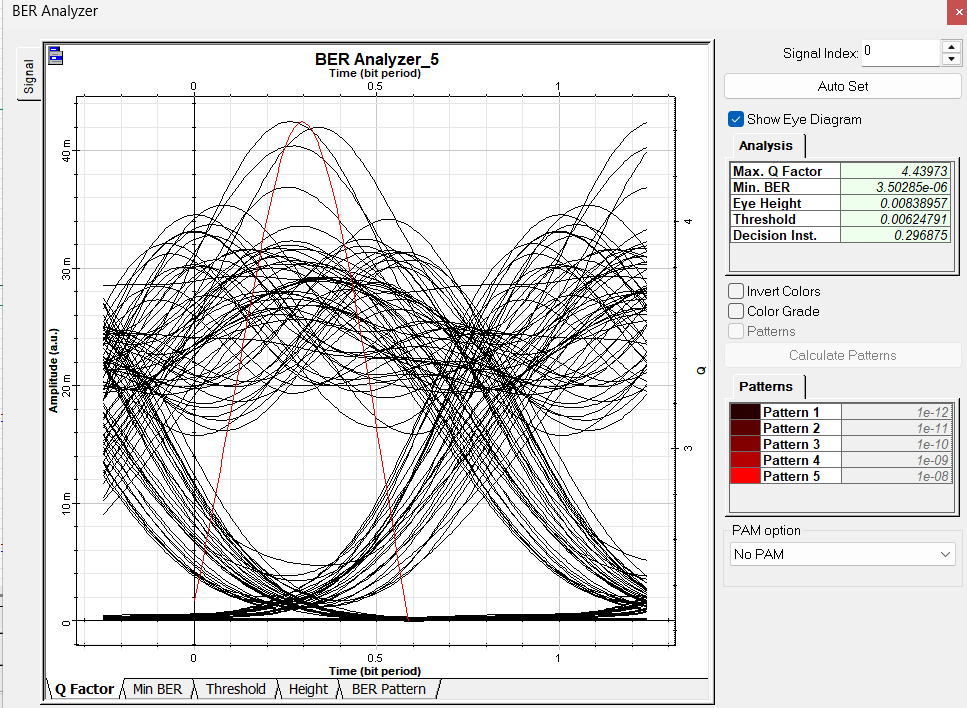 BER Analyzer
Signal
BER Analyzer_5
Time (bit period)
0 0.5 1
Amplitude (a.u.)
40 m
30 m
20 m
10 m
0
4
3
Q
0 0.5 1
Time (bit period)
Q Factor Min BER Threshold Height BER Pattern
Signal Index: 0
Auto Set
Show Eye Diagram
Analysis
Max. Q Factor 4.43973
Min. BER 3.50285e-06
Eye Height 0.00838957
Threshold 0.00624791
Decision Inst. 0.296875
Invert Colors
Color Grade
Patterns
Calculate Patterns
Patterns
Pattern 1 1e-12
Pattern 2 1e-11
Pattern 3 1e-10
Pattern 4 1e-09
Pattern 5 1e-08
PAM option
No PAM